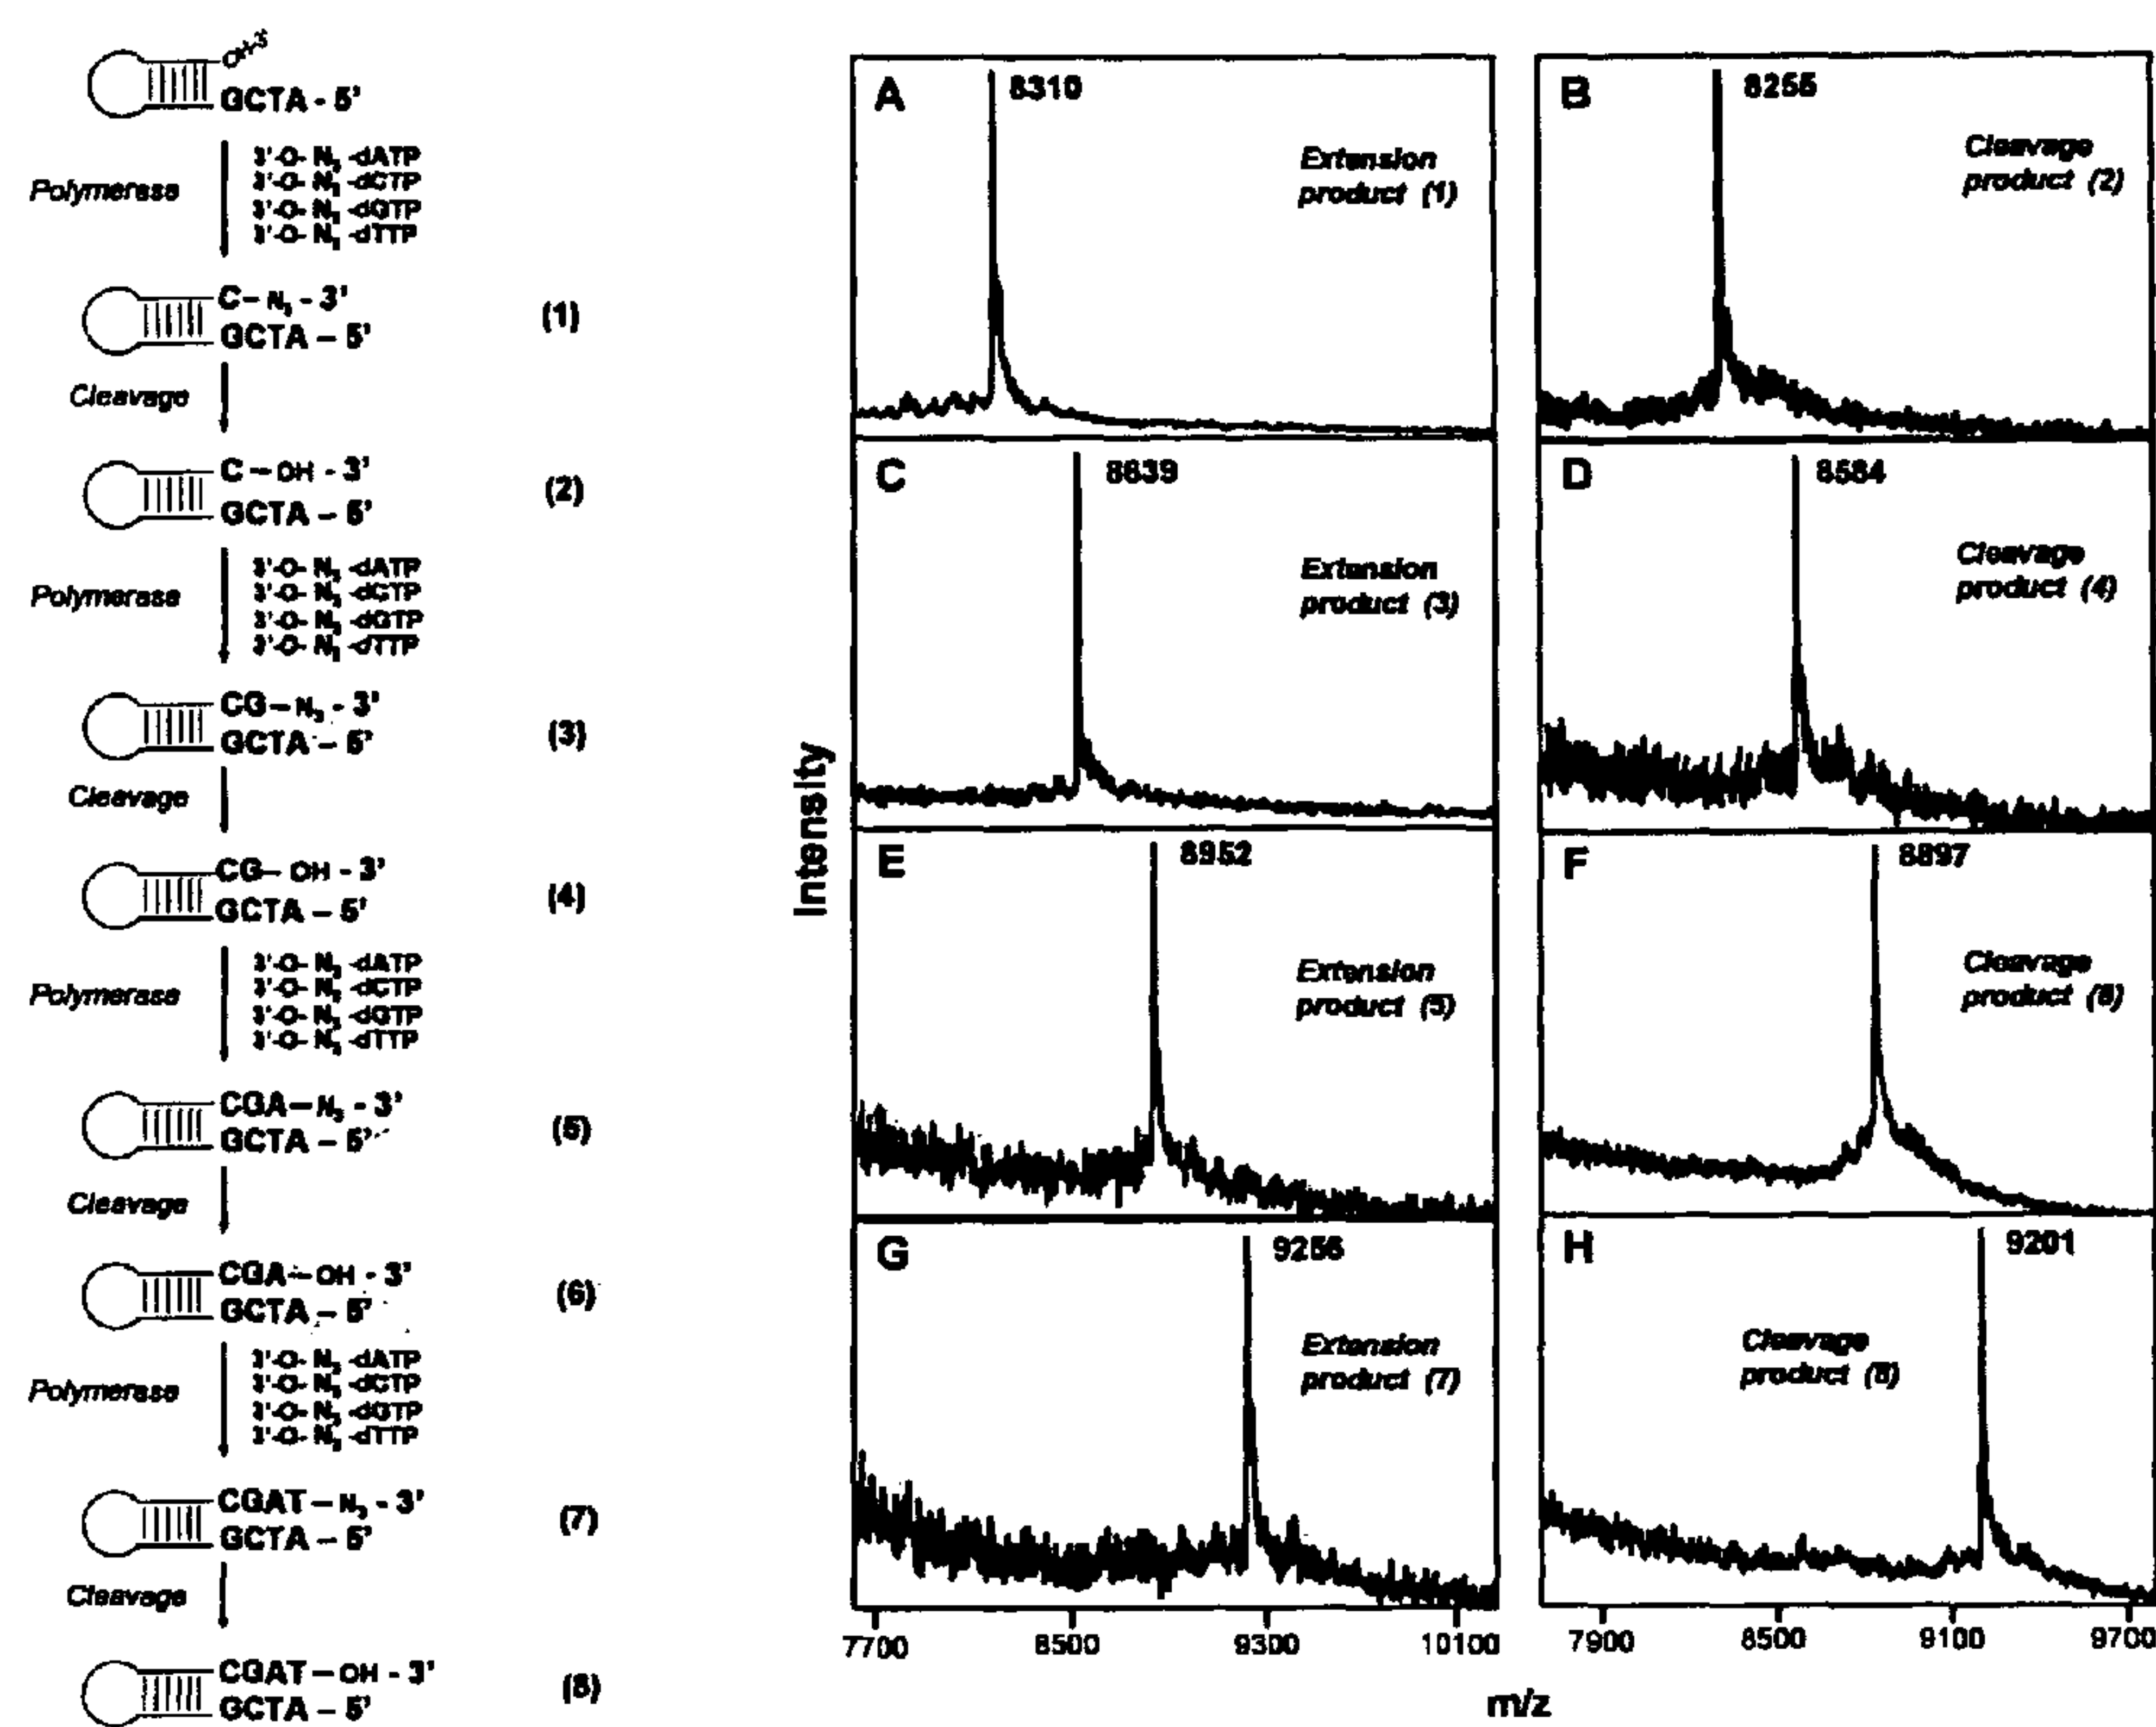 OH-3'
GCTA - 5'
Polymerase
3'-O- N3 -dATP
3'-O- N3 -dCTP
3'-O- N3 -dGTP
3'-O- N3 -dTTP
C- N3 - 3'
GCTA - 5'
(1)
Cleavage
C - OH - 3'
GCTA - 5'
(2)
Polymerase
3'-O- N3 -dATP
3'-O- N3 -dCTP
3'-O- N3 -dGTP
3'-O- N3 -dTTP
CG - N3 - 3'
GCTA - 5'
(3)
Cleavage
CG- OH - 3'
GCTA - 5'
(4)
Polymerase
3'-O- N3 -dATP
3'-O- N3 -dCTP
3'-O- N3 -dGTP
3'-O- N3 -dTTP
CGA - N3 - 3'
GCTA - 5'
(5)
Cleavage
CGA - OH - 3'
GCTA - 5'
(6)
Polymerase
3'-O- N3 -dATP
3'-O- N3 -dCTP
3'-O- N3 -dGTP
3'-O- N3 -dTTP
CGAT - N3 - 3'
GCTA - 5'
(7)
Cleavage
CGAT - OH - 3'
GCTA - 5'
(8)
Intensity
A
8310
Extension
product (1)
B
8255
Cleavage
product (2)
C
8639
Extension
product (3)
D
8584
Cleavage
product (4)
E
8952
Extension
product (5)
F
8897
Cleavage
product (6)
G
9256
Extension
product (7)
H
9201
Cleavage
product (8)
7700 8500 9300 10100
7900 8500 9100 9700
m/z